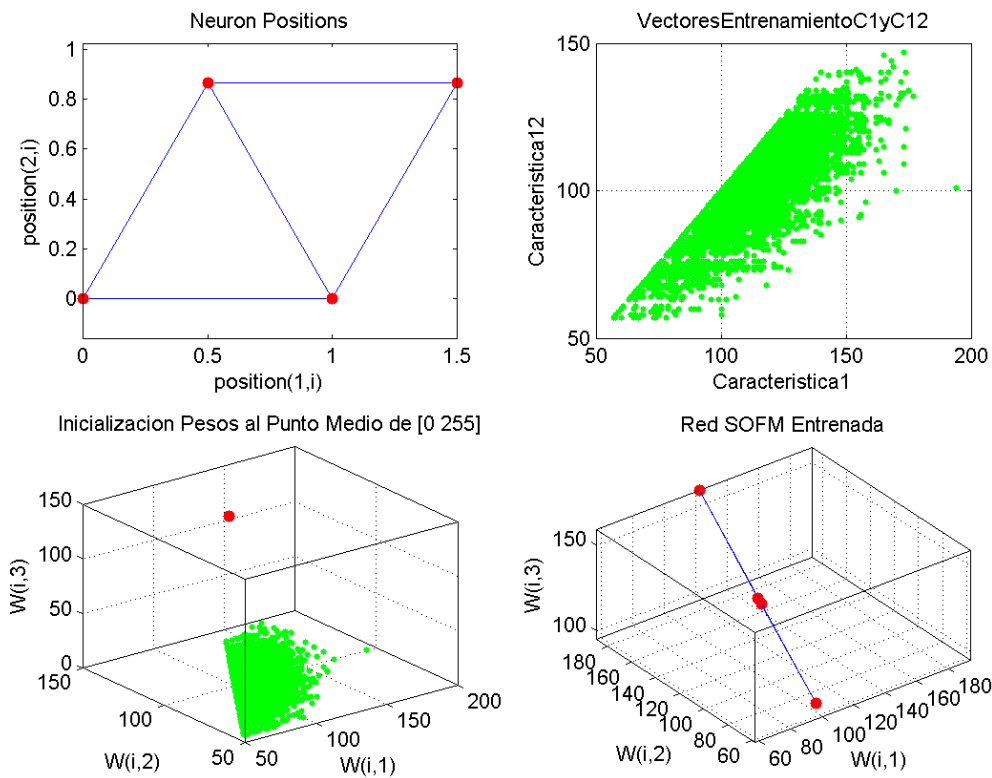 Neuron Positions
1
0.8
0.6
0.4
0.2
0
position(2,i)
0 0.5 1 1.5
position(1,i)
VectoresEntrenamientoC1yC12
150
100
50
Caracteristica12
50 100 150 200
Caracteristica1
Inicializacion Pesos al Punto Medio de [0 255]
150
100
50
0
W(i,3)
150
100
50
W(i,2)
50
100
150
200
W(i,1)
Red SOFM Entrenada
150
100
W(i,3)
180
160
140
120
100
80
60
W(i,2)
60
80
100
120
140
160
180
W(i,1)